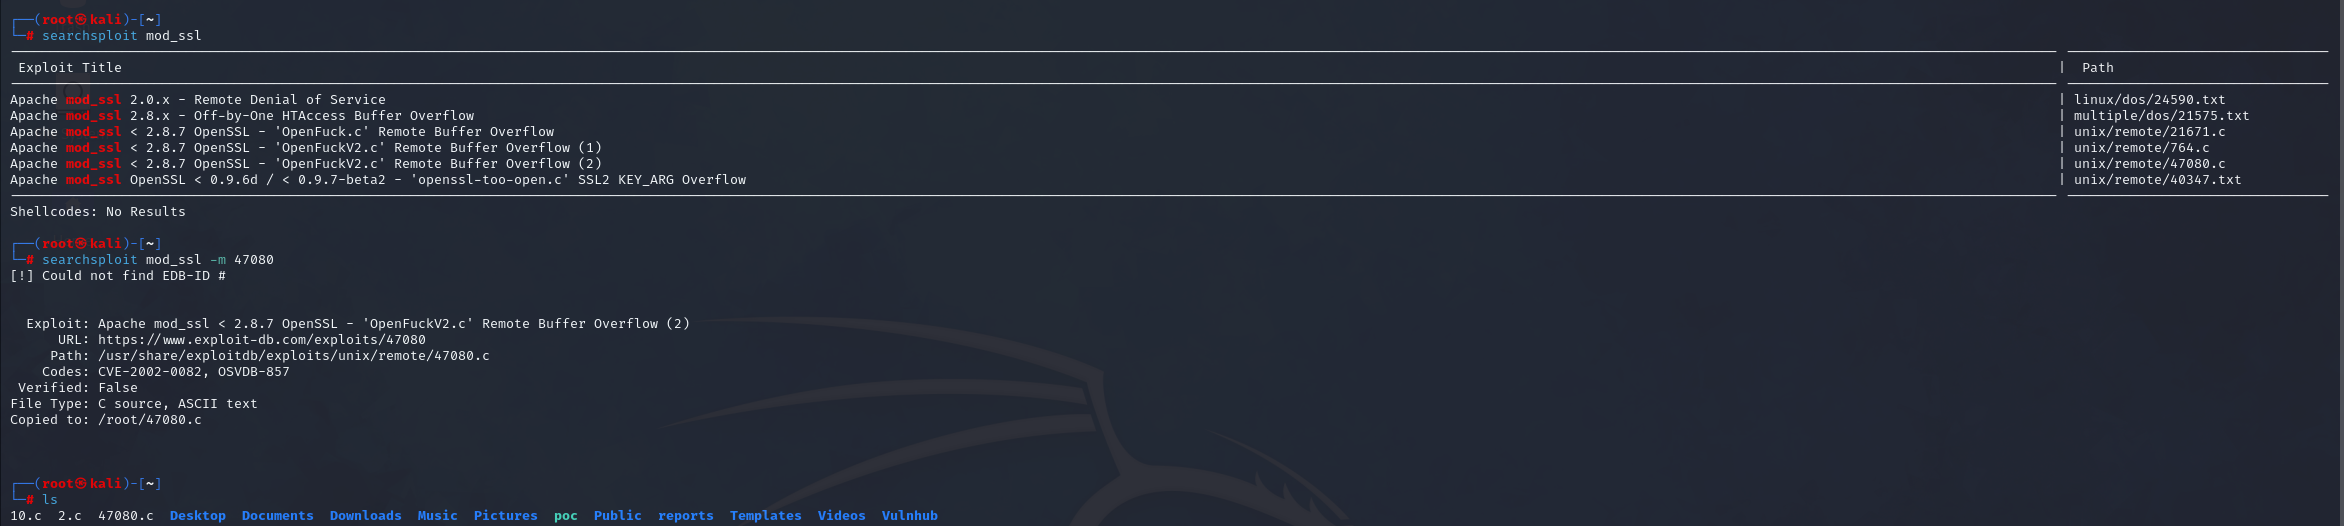 ┌──(root㉿kali)-[~]
└─# searchsploit mod_ssl
Exploit Title | Path
Apache mod_ssl 2.0.x - Remote Denial of Service | linux/dos/24590.txt
Apache mod_ssl 2.8.x - Off-by-One HTAccess Buffer Overflow | multiple/dos/21575.txt
Apache mod_ssl < 2.8.7 OpenSSL - 'OpenFuck.c' Remote Buffer Overflow | unix/remote/21671.c
Apache mod_ssl < 2.8.7 OpenSSL - 'OpenFuckV2.c' Remote Buffer Overflow (1) | unix/remote/764.c
Apache mod_ssl < 2.8.7 OpenSSL - 'OpenFuckV2.c' Remote Buffer Overflow (2) | unix/remote/47080.c
Apache mod_ssl OpenSSL < 0.9.6d / < 0.9.7-beta2 - 'openssl-too-open.c' SSL2 KEY_ARG Overflow | unix/remote/40347.txt
Shellcodes: No Results
┌──(root㉿kali)-[~]
└─# searchsploit mod_ssl -m 47080
[!] Could not find EDB-ID #
Exploit: Apache mod_ssl < 2.8.7 OpenSSL - 'OpenFuckV2.c' Remote Buffer Overflow (2)
URL: https://www.exploit-db.com/exploits/47080
Path: /usr/share/exploitdb/exploits/unix/remote/47080.c
Codes: CVE-2002-0082, OSVDB-857
Verified: False
File Type: C source, ASCII text
Copied to: /root/47080.c
┌──(root㉿kali)-[~]
└─# ls
10.c 2.c 47080.c Desktop Documents Downloads Music Pictures poc Public reports Templates Videos Vulnhub